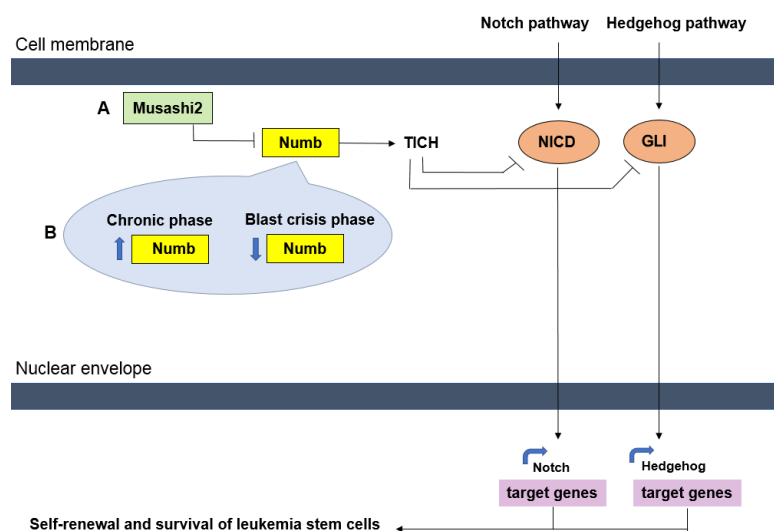 Notch pathway
Hedgehog pathway
Cell membrane
A
Musashi2
Numb
TICH
NICD
GLI
B
Chronic phase
Numb
Blast crisis phase
Numb
Nuclear envelope
Notch
target genes
Hedgehog
target genes
Self-renewal and survival of leukemia stem cells